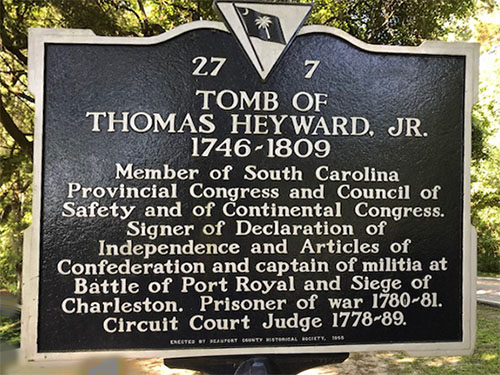 27 7
TOMB OF
THOMAS HEYWARD, JR.
1746-1809
Member of South Carolina
Provincial Congress and Council of
Safety and of Continental Congress.
Signer of Declaration of
Independence and Articles of
Confederation and captain of militia at
Battle of Port Royal and Siege of
Charleston. Prisoner of war 1780-81.
Circuit Court Judge 1778-89.
ERECTED BY BEAUFORT COUNTY HISTORICAL SOCIETY,